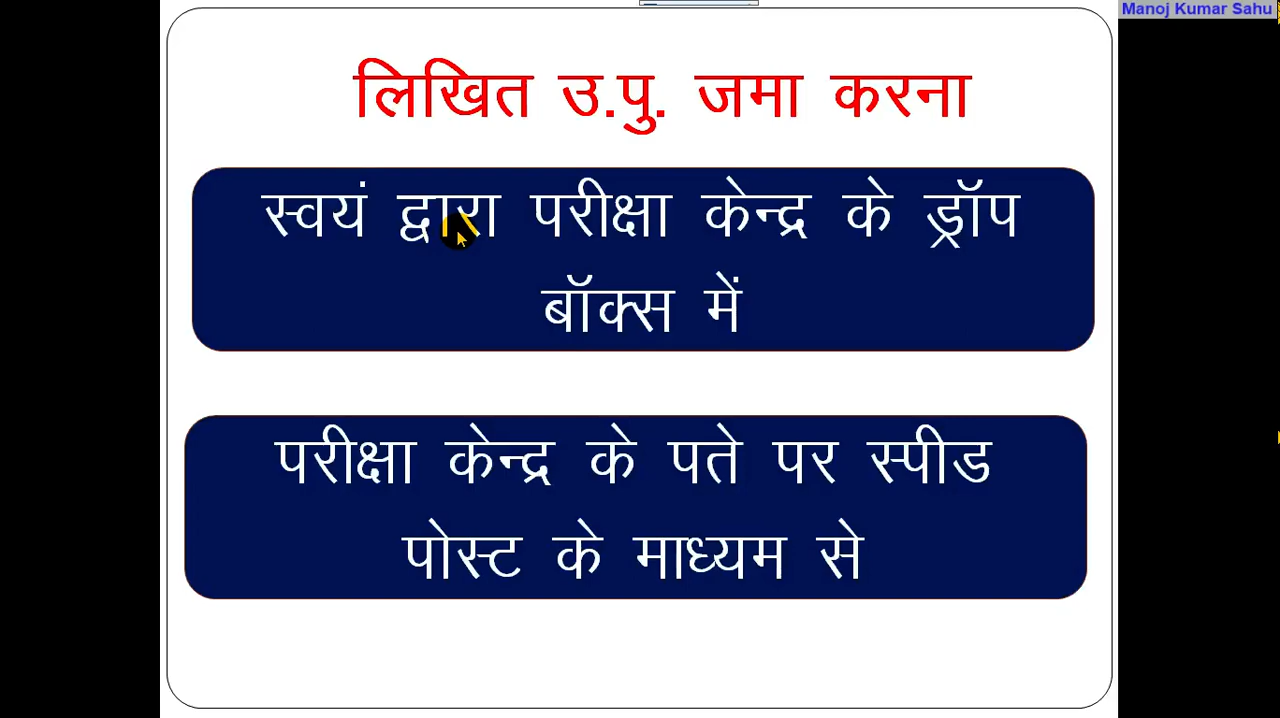 Manoj Kumar Sahu
लिखित उ.पु. जमा करना
स्वयं द्वारा परीक्षा केन्द्र के ड्रॉप
बॉक्स में
परीक्षा केन्द्र के पते पर स्पीड
पोस्ट के माध्यम से